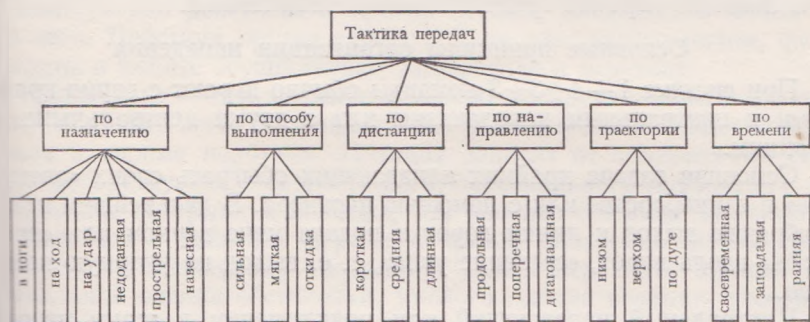 Тактика передач
по
назначению
по способу
выполнения
по
дистанции
по на-
правлению
по
траектории
по
времени
в ноги
на ход
на удар
недоданная
прострельная
навесная
сильная
мягкая
откидка
короткая
средняя
длинная
продольная
поперечная
диагональная
низом
верхом
по дуге
своевременная
запоздалая
ранняя